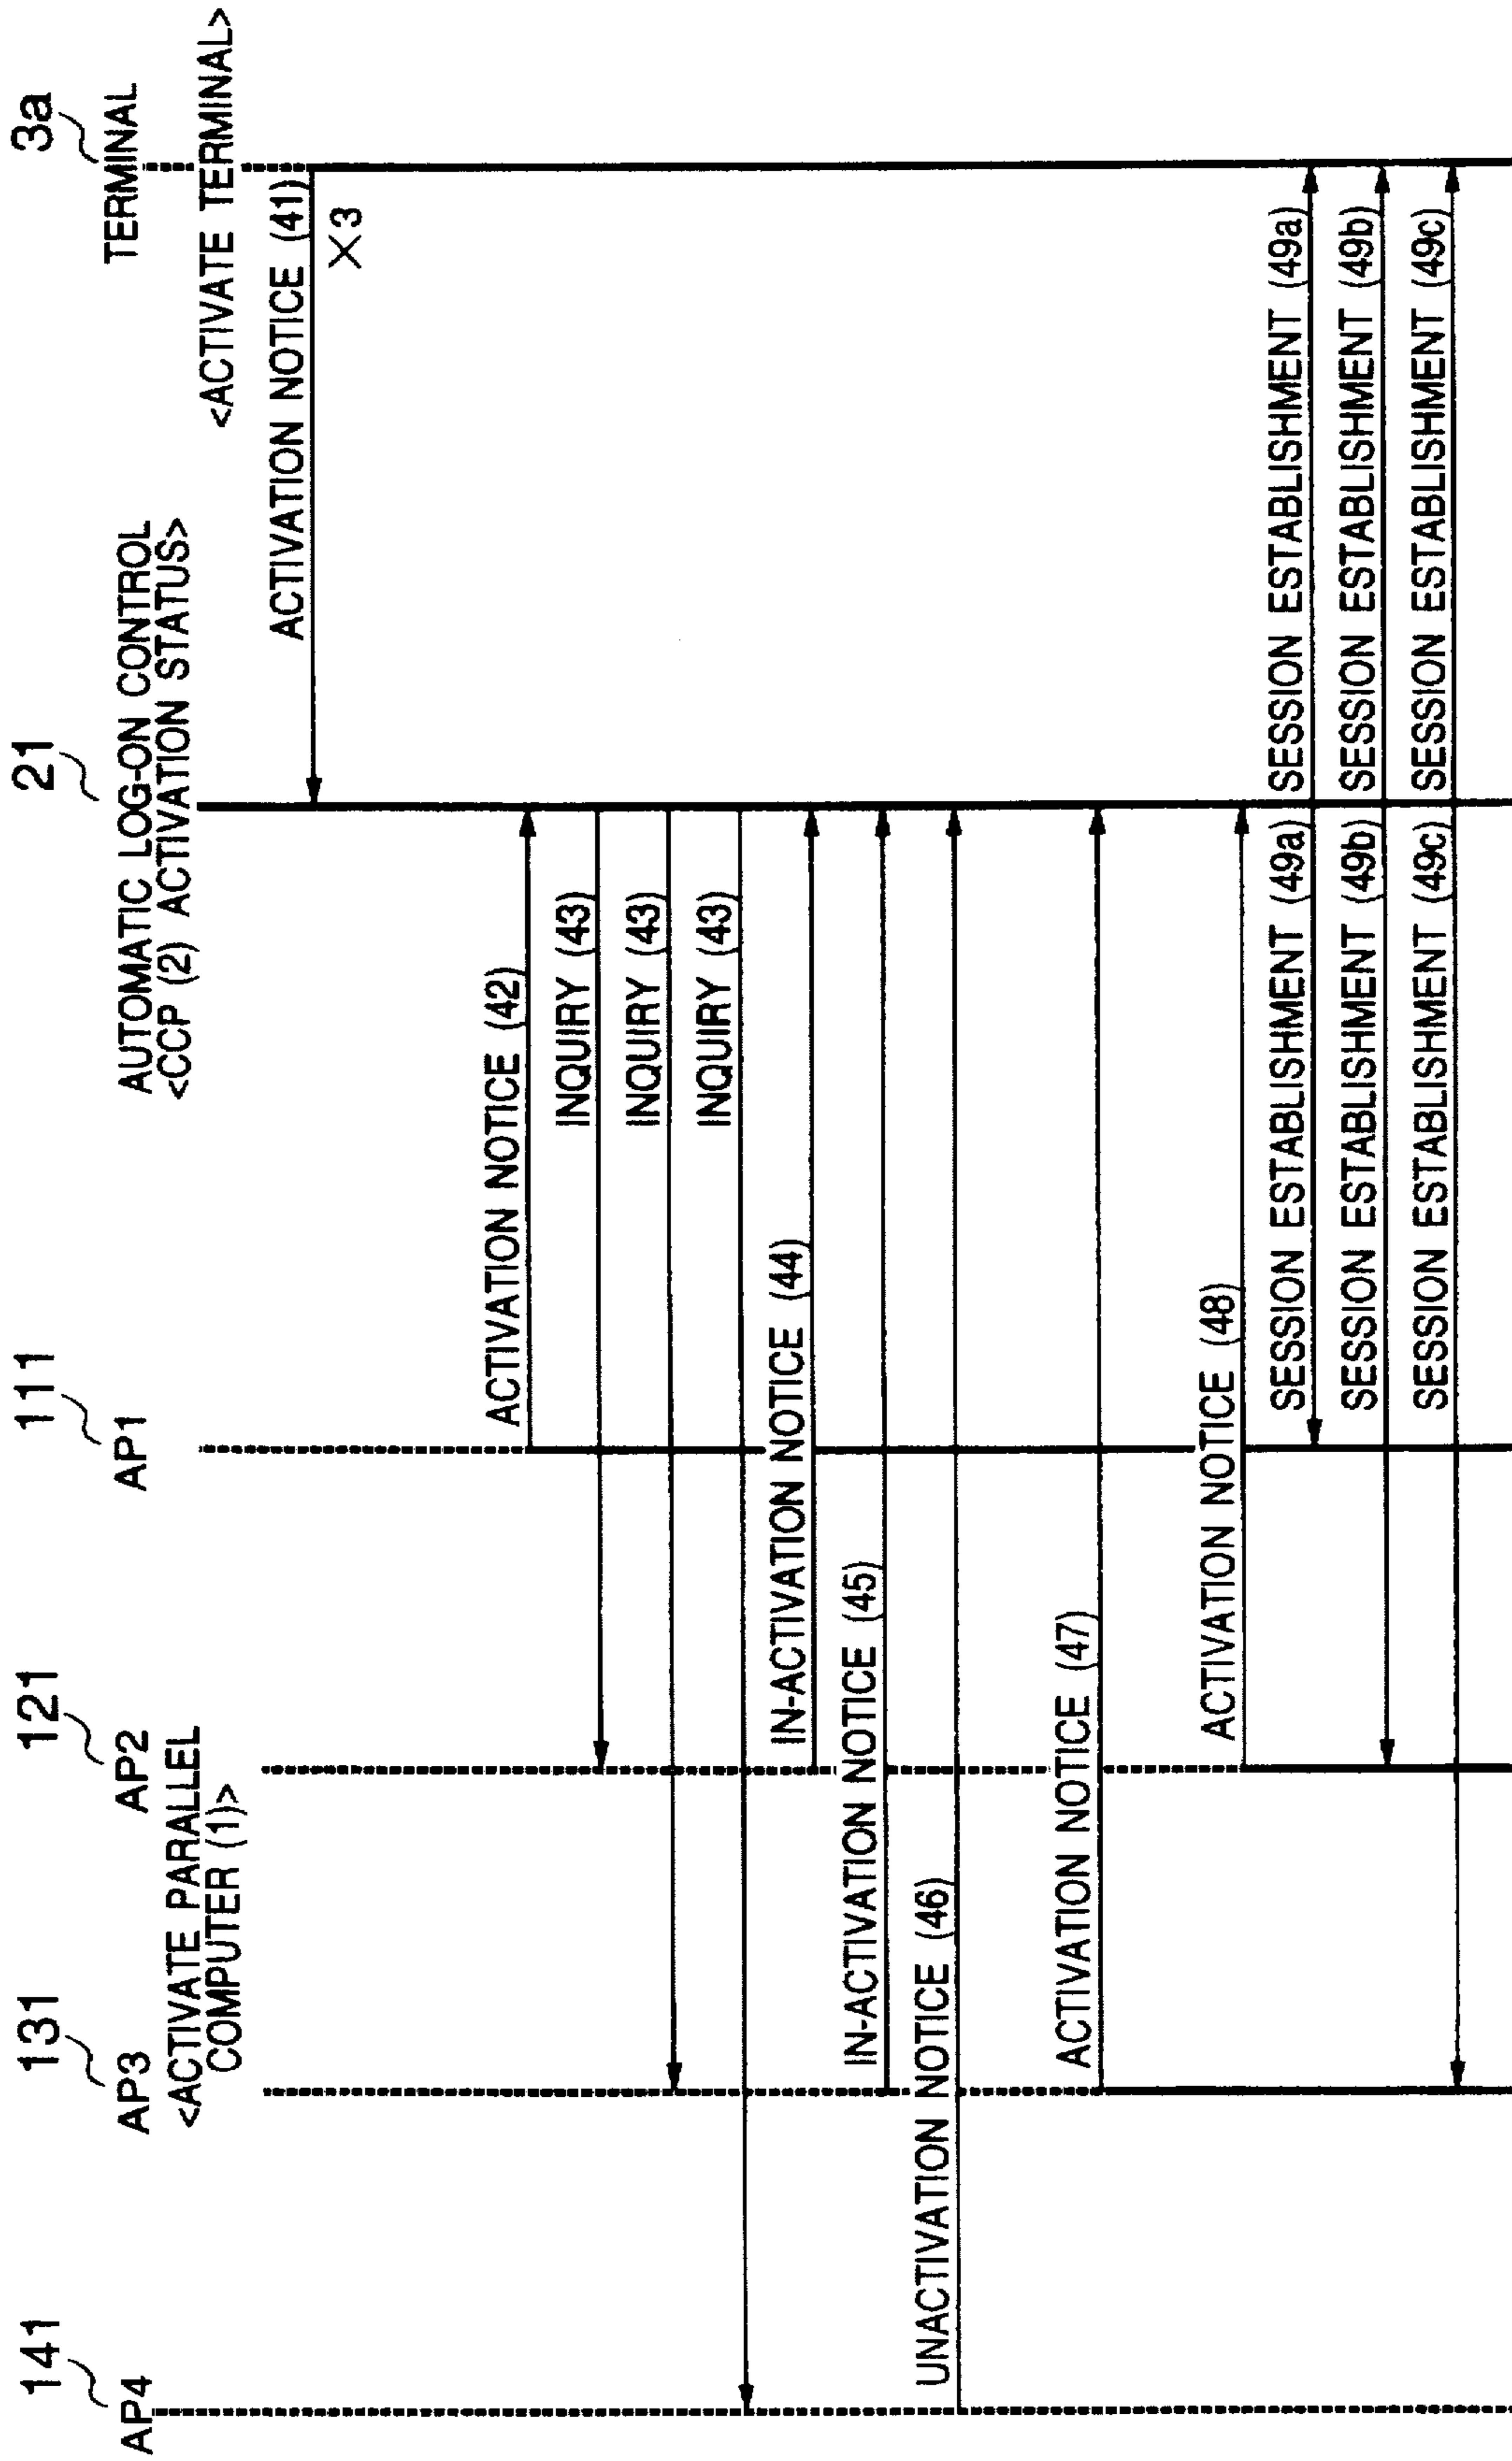 141
AP4
131
AP3
<ACTIVATE PARALLEL
COMPUTER (1)>
121
AP2
111
AP1
21
AUTOMATIC LOG-ON CONTROL
<CCP (2) ACTIVATION STATUS>
3a
TERMINAL
<ACTIVATE TERMINAL>
ACTIVATION NOTICE (41)
×3
ACTIVATION NOTICE (42)
INQUIRY (43)
INQUIRY (43)
INQUIRY (43)
IN-ACTIVATION NOTICE (44)
IN-ACTIVATION NOTICE (45)
UNACTIVATION NOTICE (46)
ACTIVATION NOTICE (47)
ACTIVATION NOTICE (48)
SESSION ESTABLISHMENT (49a) SESSION ESTABLISHMENT (49a)
SESSION ESTABLISHMENT (49b) SESSION ESTABLISHMENT (49b)
SESSION ESTABLISHMENT (49c) SESSION ESTABLISHMENT (49c)